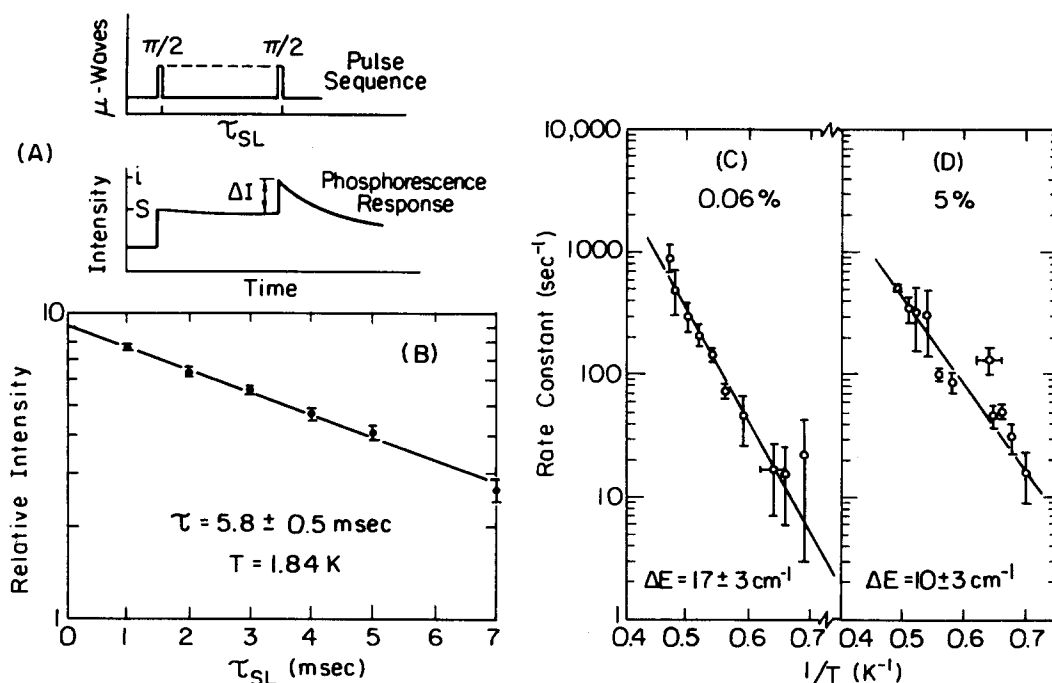 (A)
μ-Waves
π/2
π/2
Pulse
Sequence
τSL
Intensity
i
S
ΔI
Phosphorescence
Response
Time
(B)
Relative Intensity
10
1
τ = 5.8 ± 0.5 msec
T = 1.84 K
0 1 2 3 4 5 6 7
τSL (msec)
Rate Constant (sec⁻¹)
10,000
1000
100
10
1
(C)
0.06%
ΔE = 17 ± 3 cm⁻¹
0.4 0.5 0.6 0.7
(D)
5%
ΔE = 10 ± 3 cm⁻¹
0.4 0.5 0.6 0.7
1/T (K⁻¹)